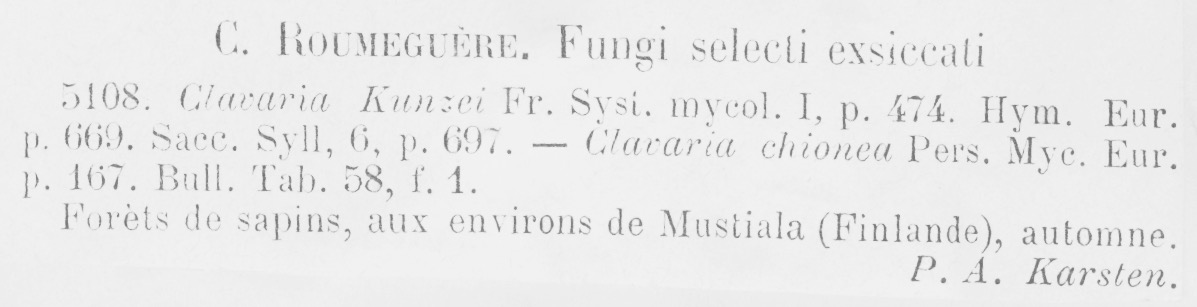 C. ROUMEGUÈRE. Fungi selecti exsiccati
5108. Clavaria Kunzei Fr. Syst. mycol. I, p. 474. Hym. Eur.
p. 669. Sacc. Syll, 6, p. 697. — Clavaria chionea Pers. Myc. Eur.
p. 167. Bull. Tab. 58, f. 1.
Forèts de sapins, aux environs de Mustiala (Finlande), automne.
P. A. Karsten.